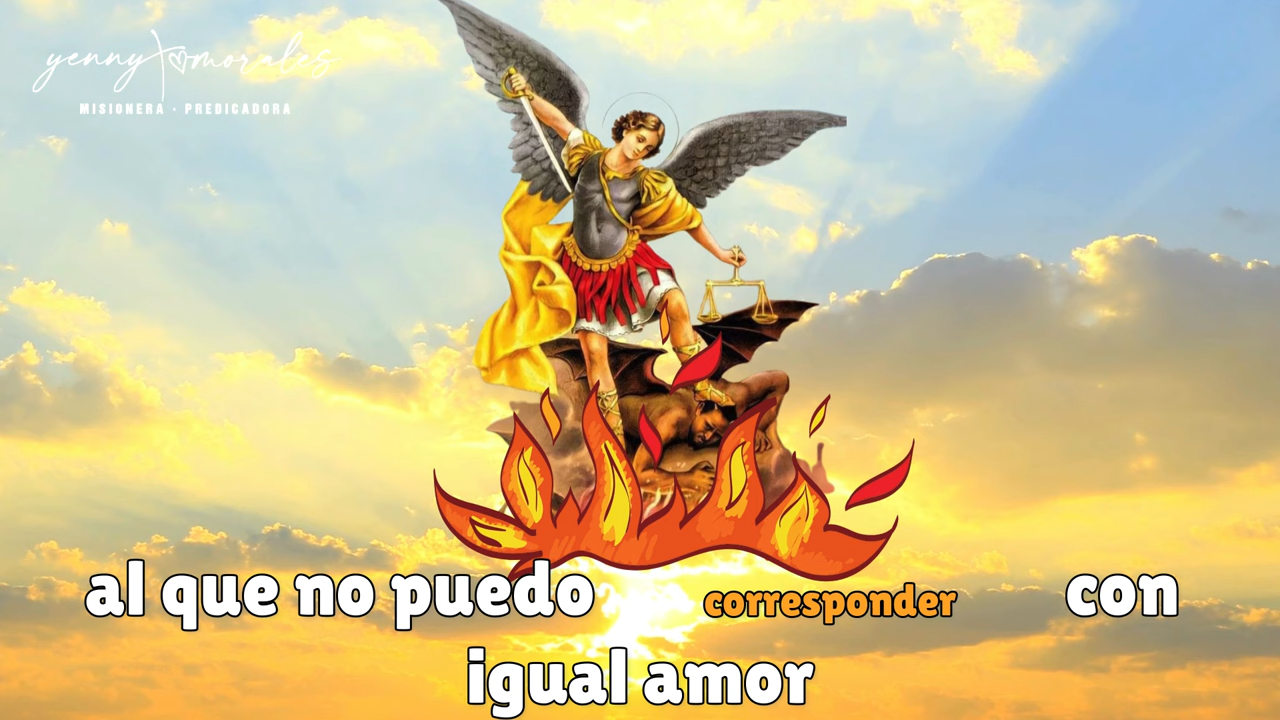 yenny morales
MISIONERA · PREDICADORA
al que no puedo corresponder con
igual amor